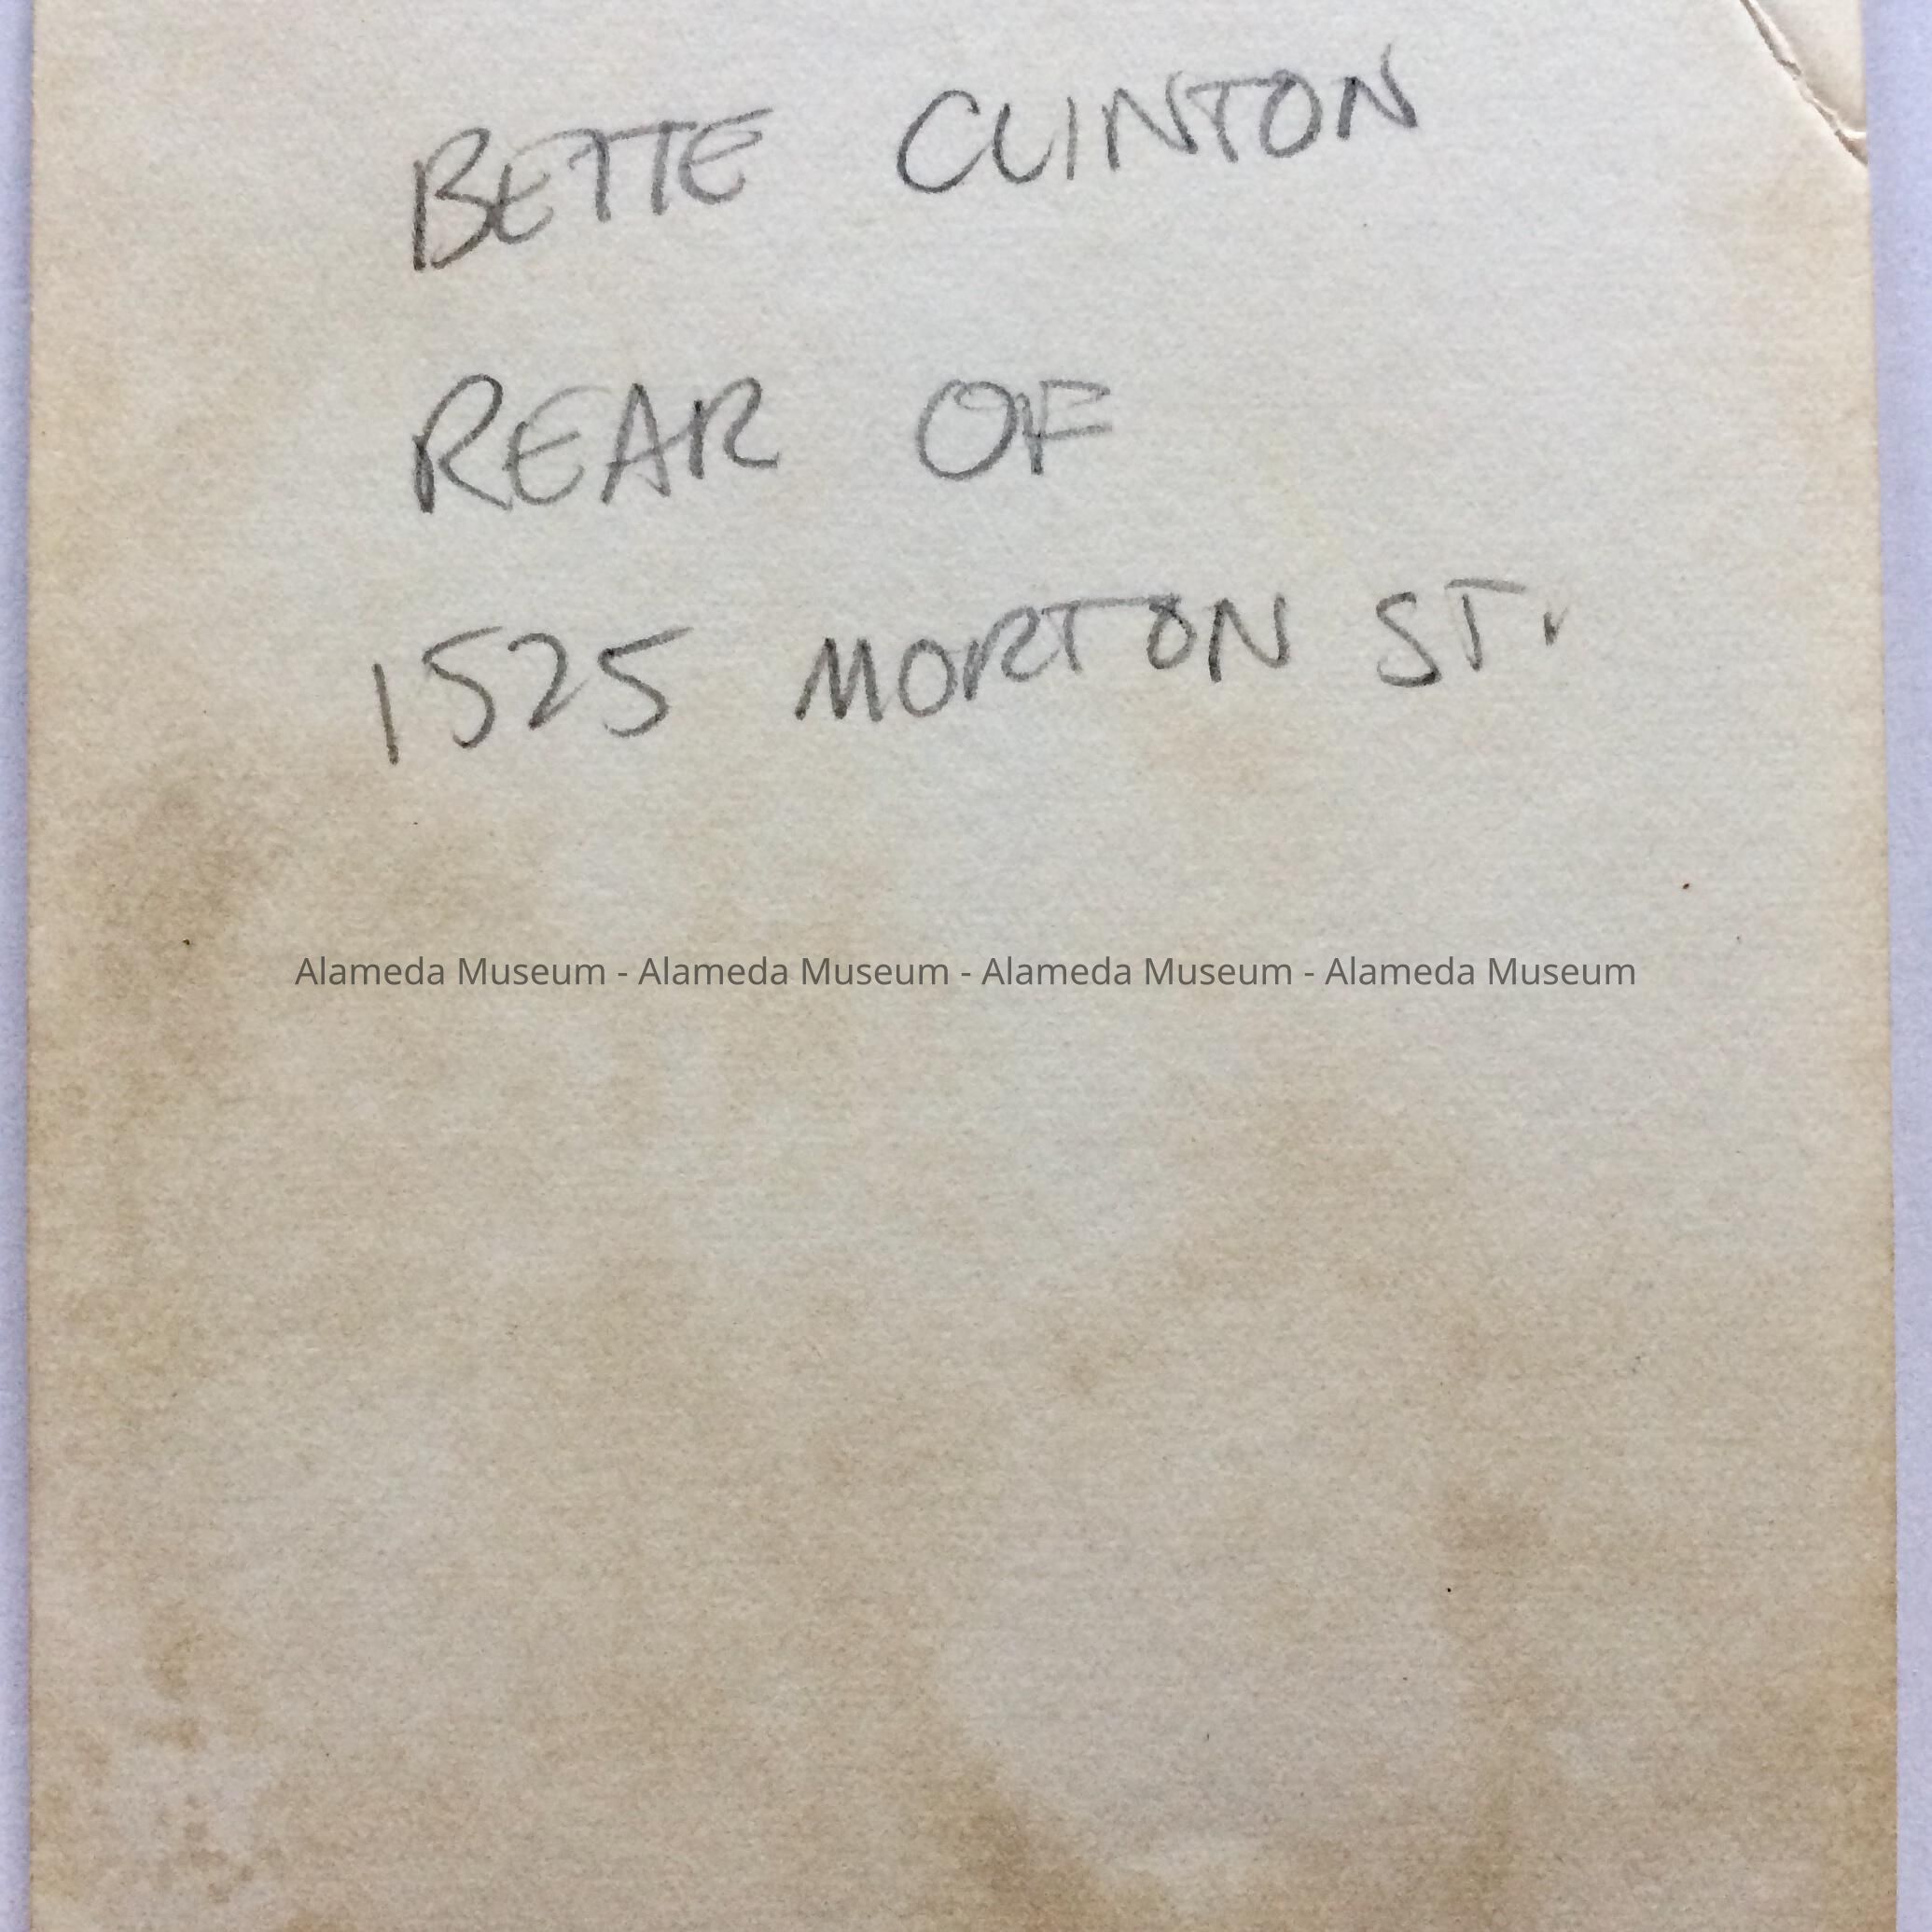 BETTE CLINTON
REAR OF
1525 MORTON ST.
Alameda Museum - Alameda Museum - Alameda Museum - Alameda Museum